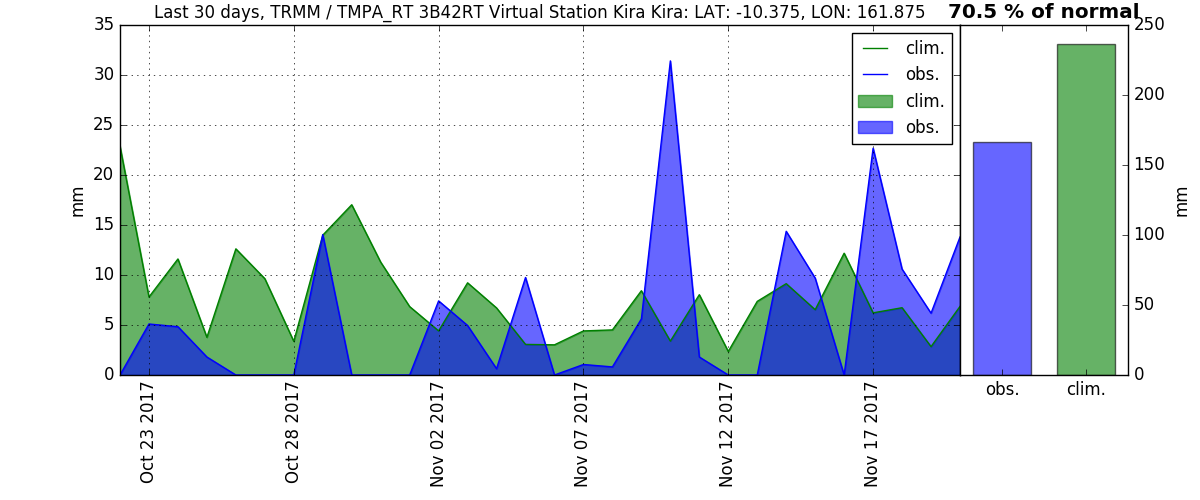 Last 30 days, TRMM / TMPA_RT 3B42RT Virtual Station Kira Kira: LAT: -10.375, LON: 161.875
70.5 % of normal
35
30
25
20
15
10
5
0
mm
clim.
obs.
clim.
obs.
250
200
150
100
50
0
mm
obs.
clim.
Oct 23 2017
Oct 28 2017
Nov 02 2017
Nov 07 2017
Nov 12 2017
Nov 17 2017